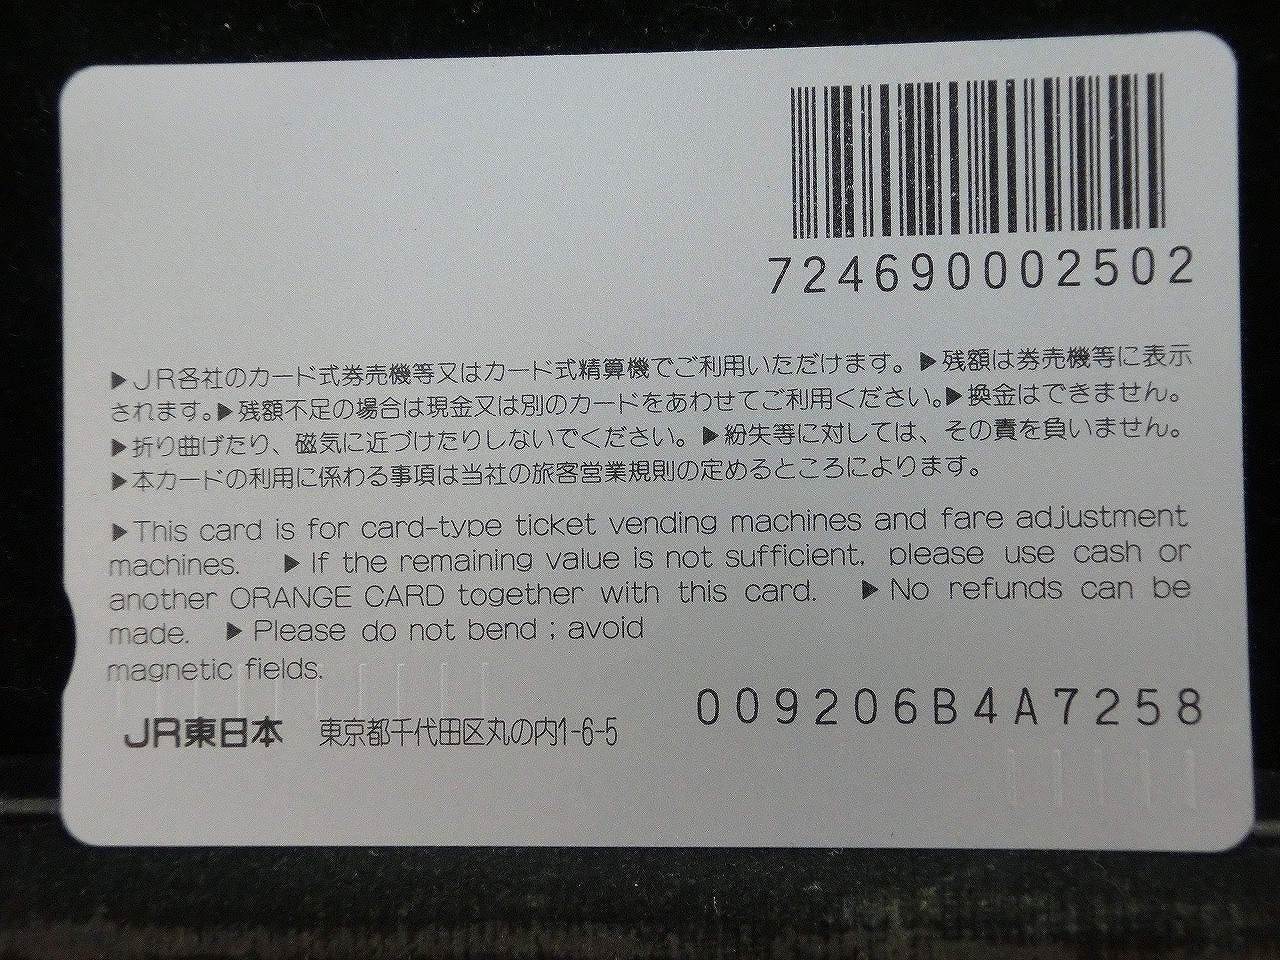 724690002502
▶JR各社のカード式券売機等又はカード式精算機でご利用いただけます。▶残額は券売機等に表示
されます。▶残額不足の場合は現金又は別のカードをあわせてご利用ください。▶換金はできません。
▶折り曲げたり、磁気に近づけたりしないでください。▶紛失等に対しては、その責を負いません。
▶本カードの利用に係わる事項は当社の旅客営業規則の定めるところによります。
▶This card is for card-type ticket vending machines and fare adjustment
machines. ▶If the remaining value is not sufficient, please use cash or
another ORANGE CARD together with this card. ▶No refunds can be
made. ▶Please do not bend ; avoid
magnetic fields.
009206B4A7258
JR東日本 東京都千代田区丸の内1-6-5